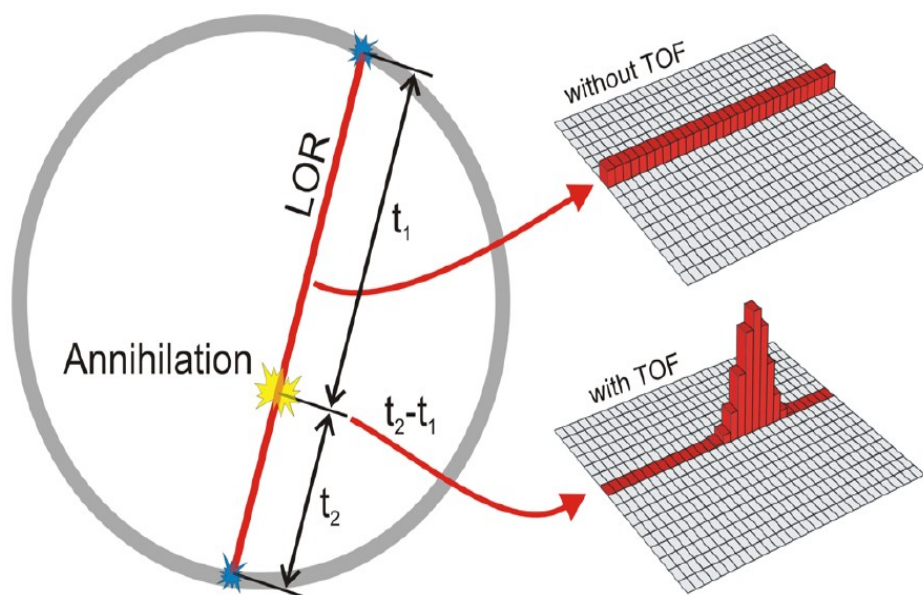 without TOF
LOR
t₁
Annihilation
with TOF
t₂-t₁
t₂